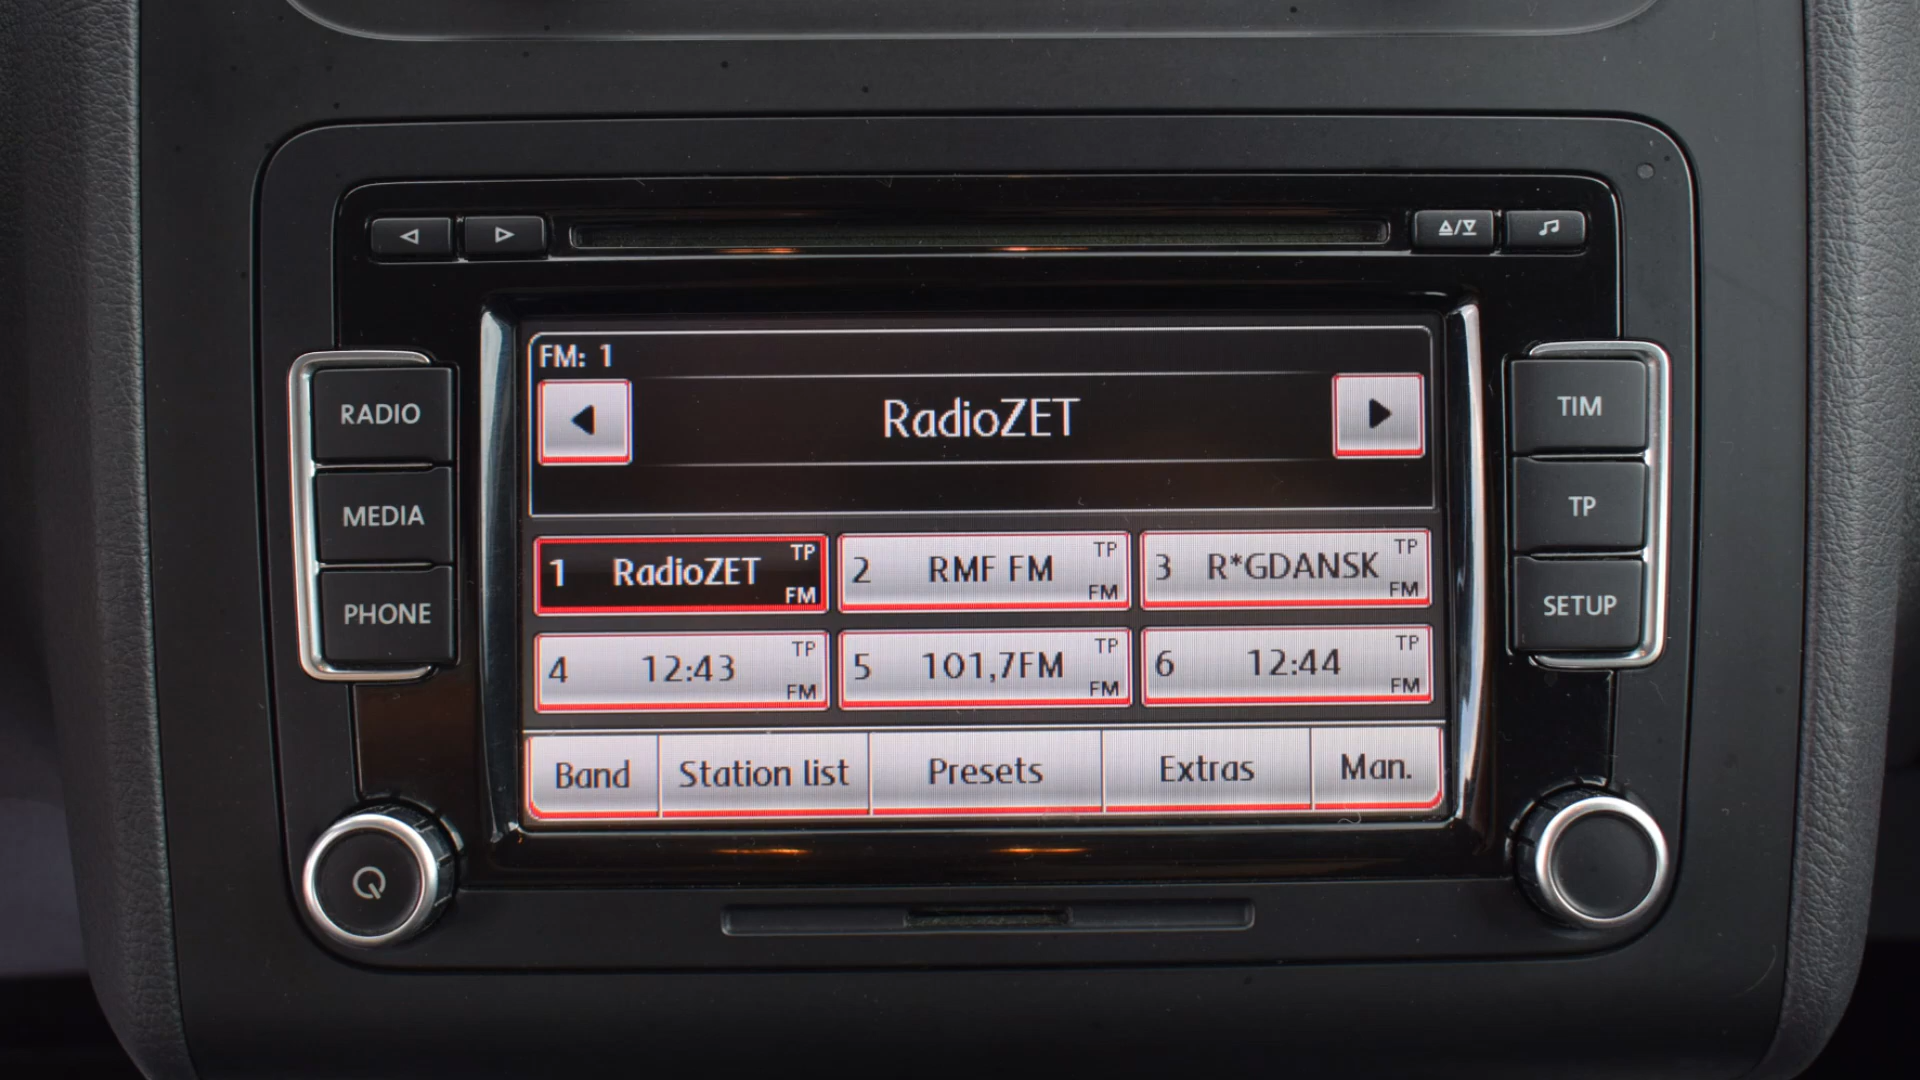 FM: 1
RadioZET
RADIO
MEDIA
PHONE
TIM
TP
SETUP
1 RadioZET TP FM
2 RMF FM TP FM
3 R*GDANSK TP FM
4 12:43 TP FM
5 101,7FM TP FM
6 12:44 TP FM
Band Station list Presets Extras Man.